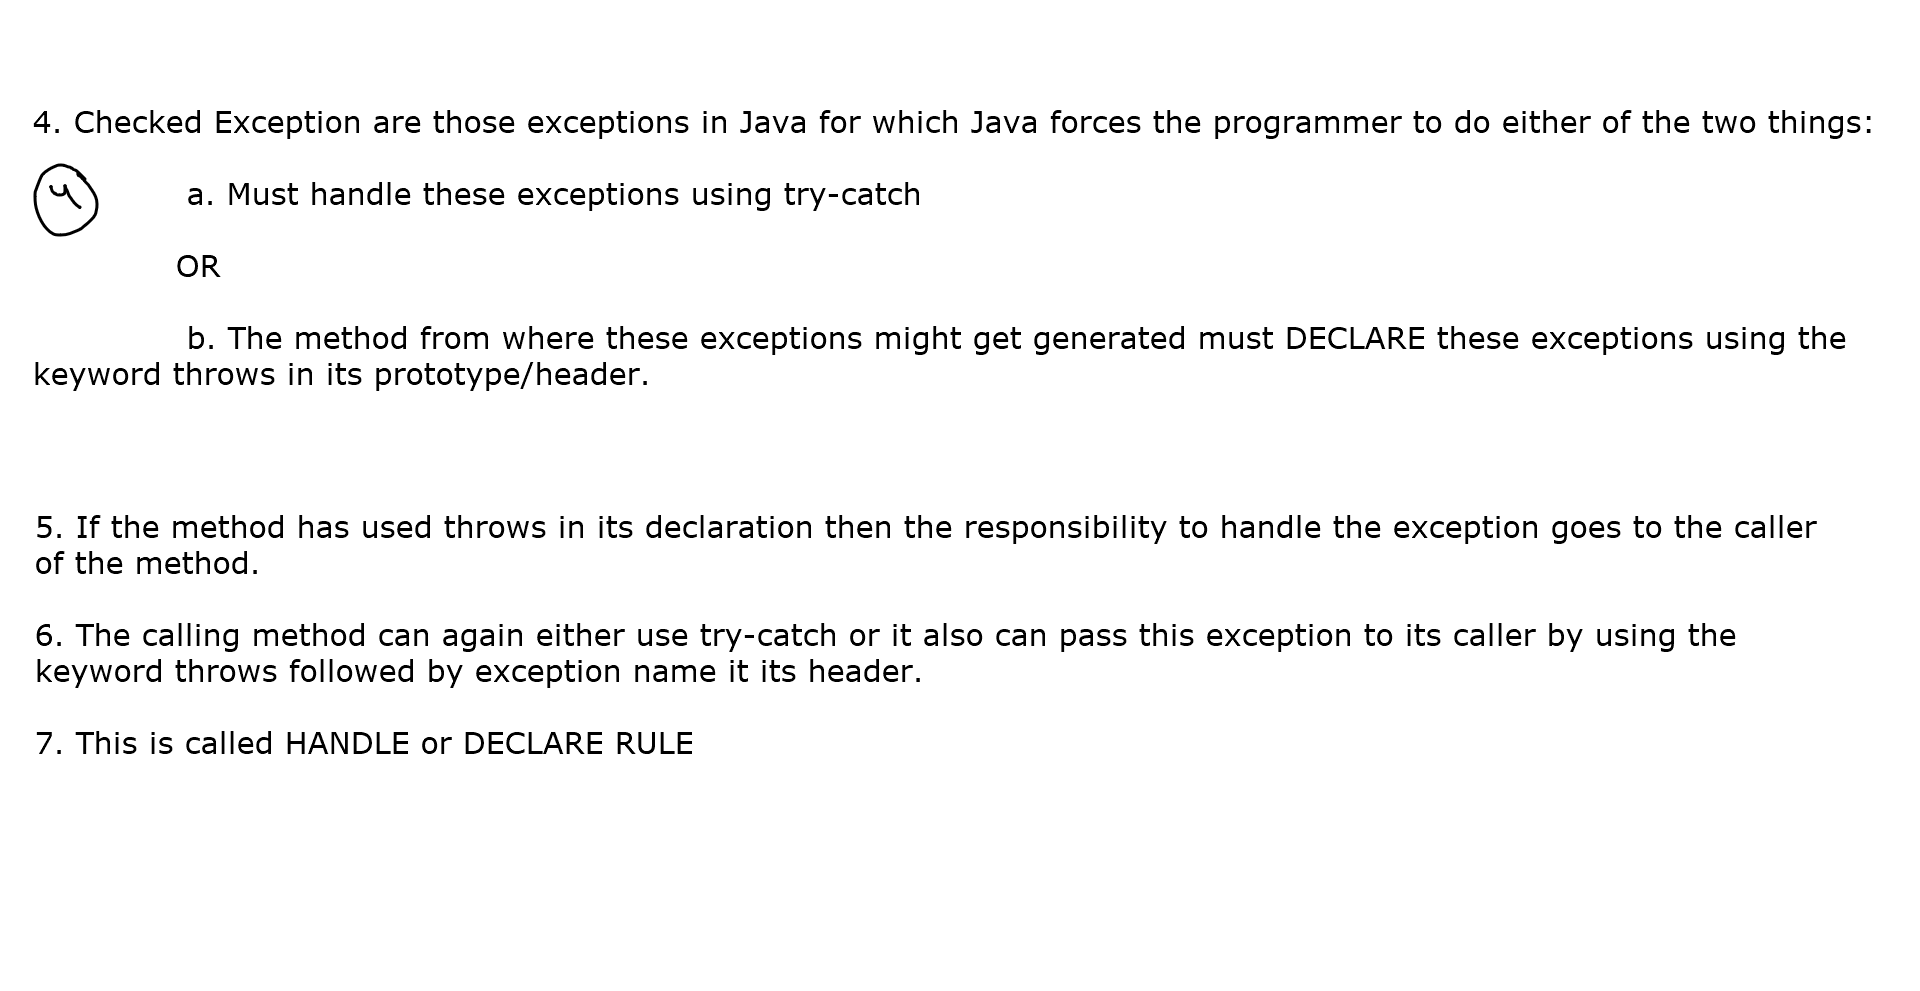 4. Checked Exception are those exceptions in Java for which Java forces the programmer to do either of the two things:
4
a. Must handle these exceptions using try-catch
OR
b. The method from where these exceptions might get generated must DECLARE these exceptions using the
keyword throws in its prototype/header.
5. If the method has used throws in its declaration then the responsibility to handle the exception goes to the caller
of the method.
6. The calling method can again either use try-catch or it also can pass this exception to its caller by using the
keyword throws followed by exception name it its header.
7. This is called HANDLE or DECLARE RULE